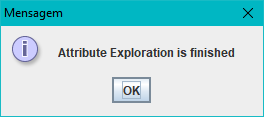 Mensagem
Attribute Exploration is finished
OK